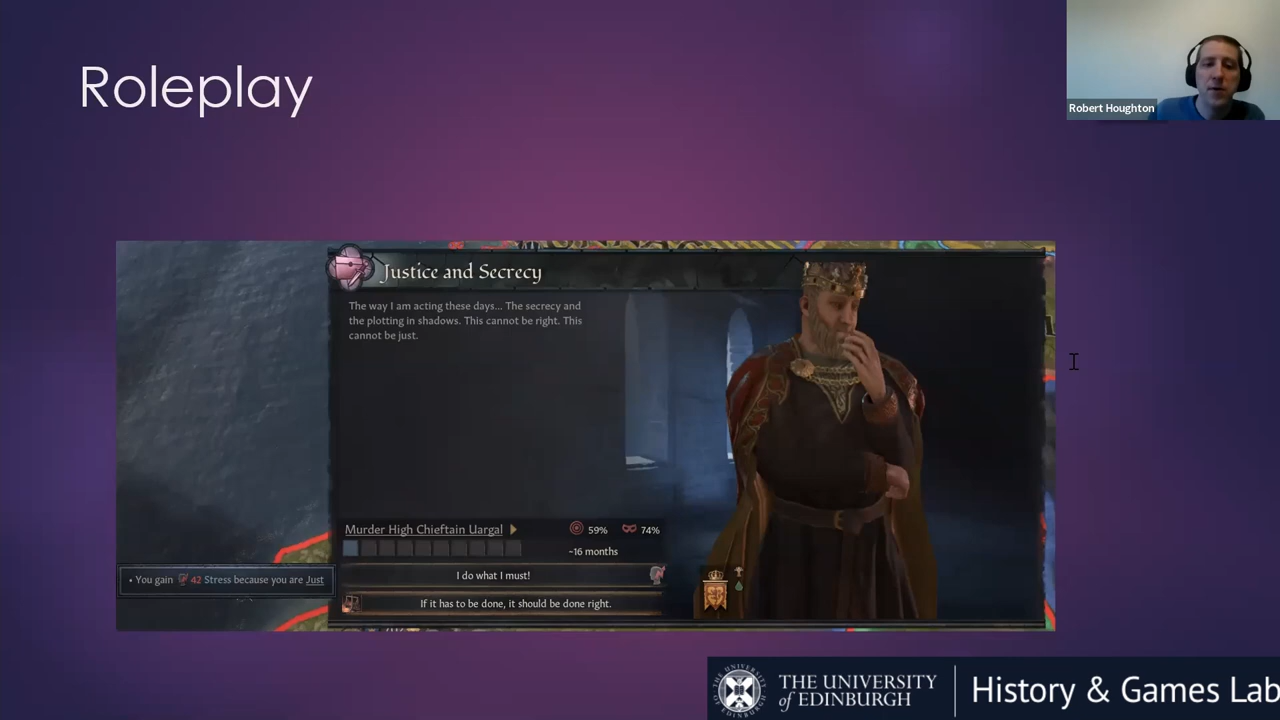 Roleplay
Robert Houghton
Justice and Secrecy
The way I am acting these days... The secrecy and
the plotting in shadows. This cannot be right. This
cannot be just.
Murder High Chieftain Uargal
59%
74%
~16 months
• You gain 42 Stress because you are Just
I do what I must!
If it has to be done, it should be done right.
THE UNIVERSITY
of EDINBURGH
History & Games Lab